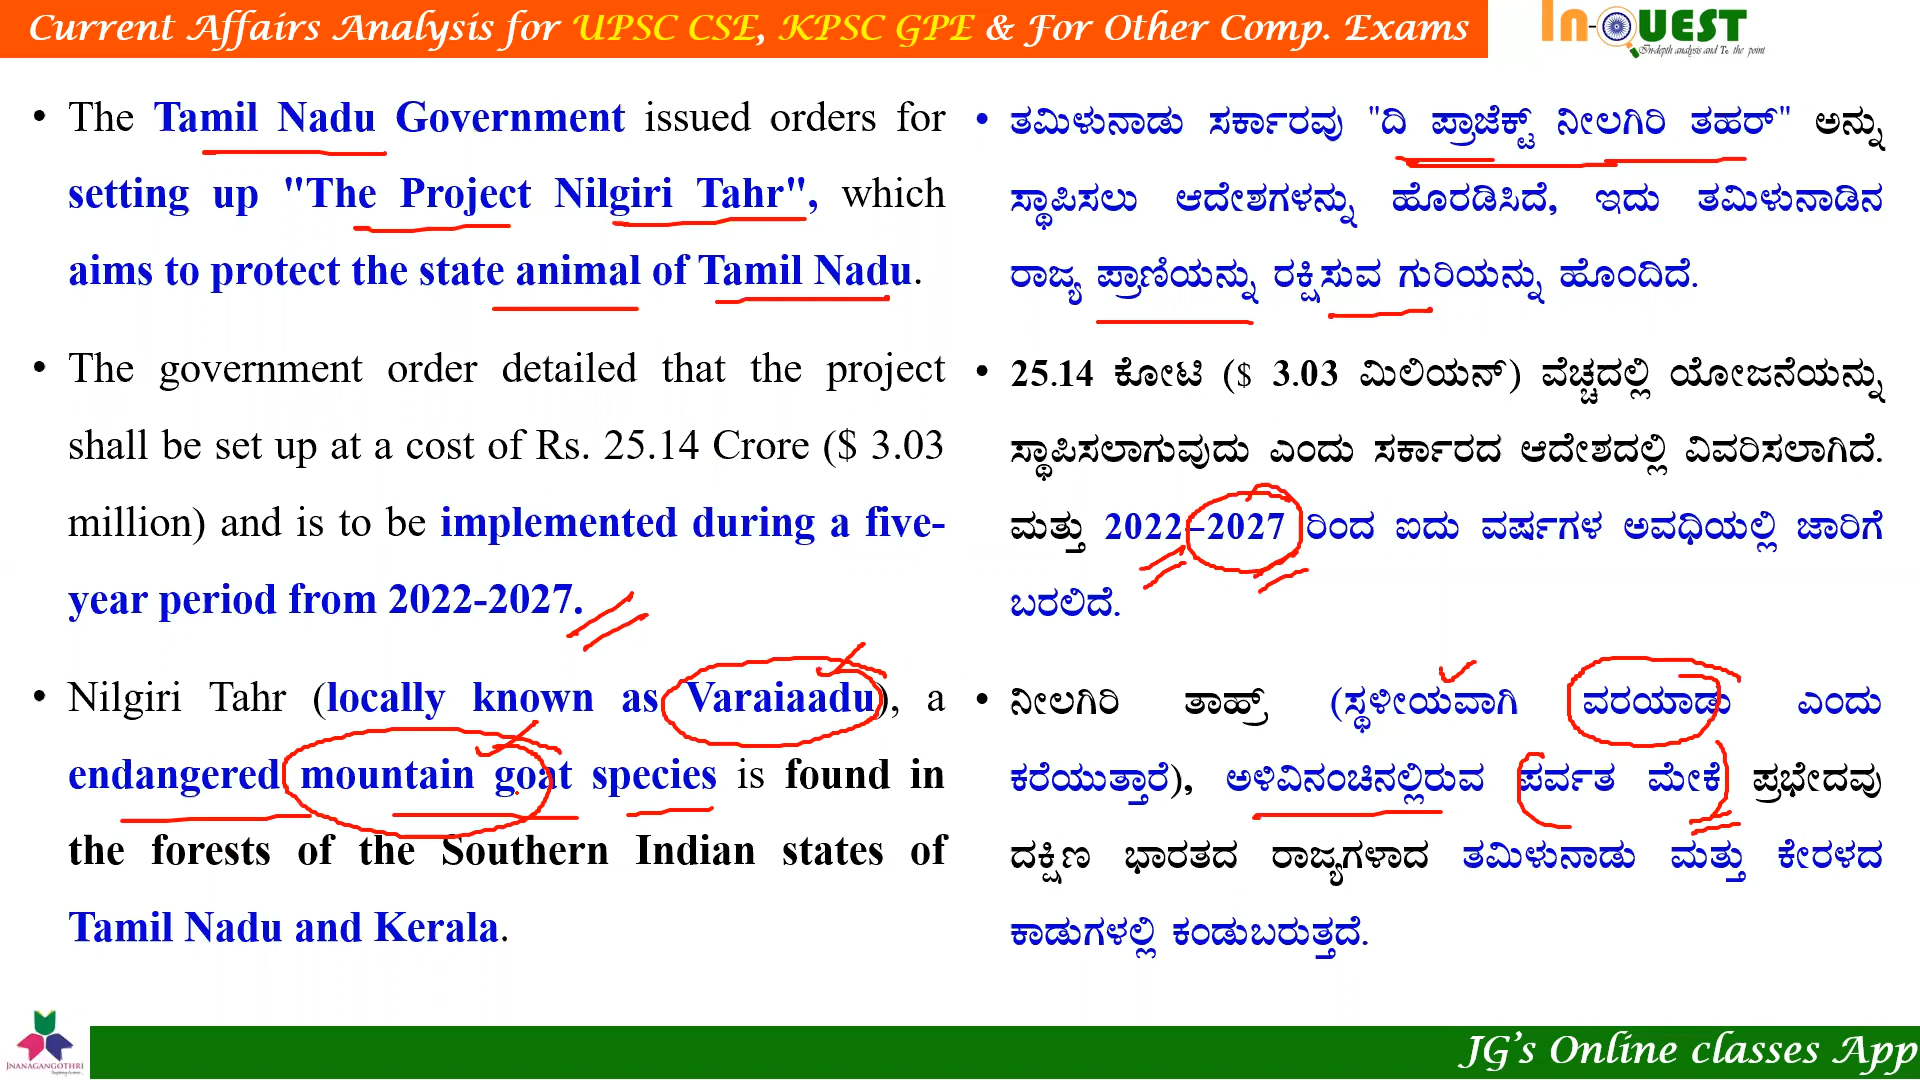 Current Affairs Analysis for UPSC CSE, KPSC GPE & For Other Comp. Exams
In-QUEST
In-depth analysis and To the point
• The Tamil Nadu Government issued orders for
setting up "The Project Nilgiri Tahr", which
aims to protect the state animal of Tamil Nadu.
• The government order detailed that the project
shall be set up at a cost of Rs. 25.14 Crore ($ 3.03
million) and is to be implemented during a five-
year period from 2022-2027.
• Nilgiri Tahr (locally known as Varaiaadu), a
endangered mountain goat species is found in
the forests of the Southern Indian states of
Tamil Nadu and Kerala.
• ತಮಿಳುನಾಡು ಸರ್ಕಾರವು "ದಿ ಪ್ರಾಜೆಕ್ಟ್ ನೀಲಗಿರಿ ತಹರ್" ಅನ್ನು
ಸ್ಥಾಪಿಸಲು ಆದೇಶಗಳನ್ನು ಹೊರಡಿಸಿದೆ, ಇದು ತಮಿಳುನಾಡಿನ
ರಾಜ್ಯ ಪ್ರಾಣಿಯನ್ನು ರಕ್ಷಿಸುವ ಗುರಿಯನ್ನು ಹೊಂದಿದೆ.
• 25.14 ಕೋಟಿ ($ 3.03 ಮಿಲಿಯನ್) ವೆಚ್ಚದಲ್ಲಿ ಯೋಜನೆಯನ್ನು
ಸ್ಥಾಪಿಸಲಾಗುವುದು ಎಂದು ಸರ್ಕಾರದ ಆದೇಶದಲ್ಲಿ ವಿವರಿಸಲಾಗಿದೆ.
ಮತ್ತು 2022-2027 ರಿಂದ ಐದು ವರ್ಷಗಳ ಅವಧಿಯಲ್ಲಿ ಜಾರಿಗೆ
ಬರಲಿದೆ.
• ನೀಲಗಿರಿ ತಾಹ್ರ್ (ಸ್ಥಳೀಯವಾಗಿ ವರಯಾಡು ಎಂದು
ಕರೆಯುತ್ತಾರೆ), ಅಳಿವಿನಂಚಿನಲ್ಲಿರುವ ಪರ್ವತ ಮೇಕೆ ಪ್ರಭೇದವು
ದಕ್ಷಿಣ ಭಾರತದ ರಾಜ್ಯಗಳಾದ ತಮಿಳುನಾಡು ಮತ್ತು ಕೇರಳದ
ಕಾಡುಗಳಲ್ಲಿ ಕಂಡುಬರುತ್ತದೆ.
JNANAGANGOTHRI
JG's Online classes App